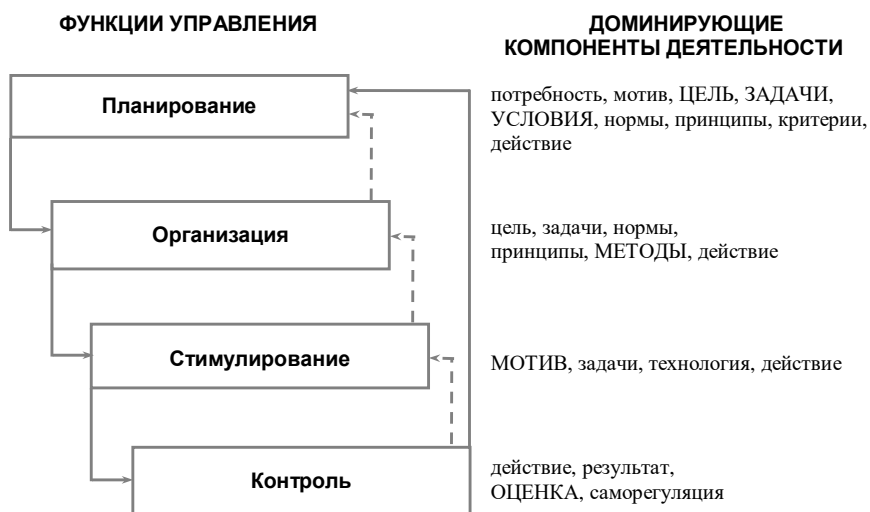 ФУНКЦИИ УПРАВЛЕНИЯ
ДОМИНИРУЮЩИЕ
КОМПОНЕНТЫ ДЕЯТЕЛЬНОСТИ
Планирование
потребность, мотив, ЦЕЛЬ, ЗАДАЧИ,
УСЛОВИЯ, нормы, принципы, критерии,
действие
Организация
цель, задачи, нормы,
принципы, МЕТОДЫ, действие
Стимулирование
МОТИВ, задачи, технология, действие
Контроль
действие, результат,
ОЦЕНКА, саморегуляция